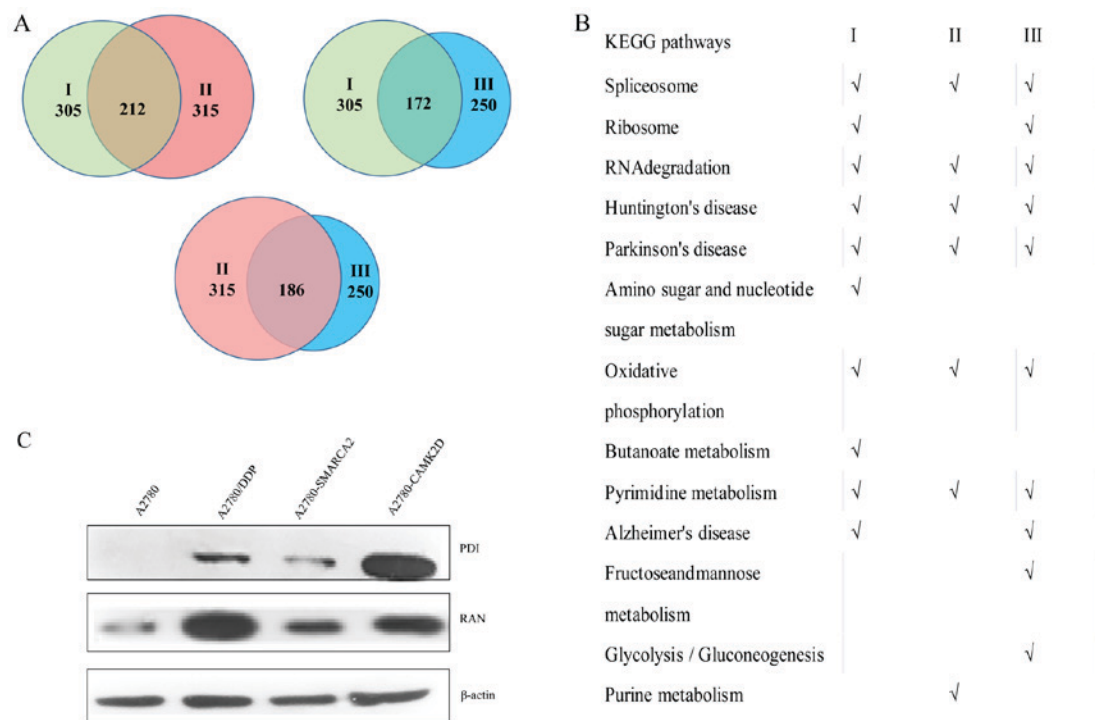 A
I
305
212
II
315
I
305
172
III
250
II
315
186
III
250
B
KEGG pathways I II III
Spliceosome √ √ √
Ribosome √ √
RNAdegradation √ √ √
Huntington's disease √ √ √
Parkinson's disease √ √ √
Amino sugar and nucleotide √
sugar metabolism
Oxidative √ √ √
phosphorylation
Butanoate metabolism √
Pyrimidine metabolism √ √ √
Alzheimer's disease √ √
Fructoseandmannose √
metabolism
Glycolysis / Gluconeogenesis √
Purine metabolism √
C
A2780
A2780/DDP
A2780-SMARCA2
A2780-CAMK2D
PDI
RAN
β-actin